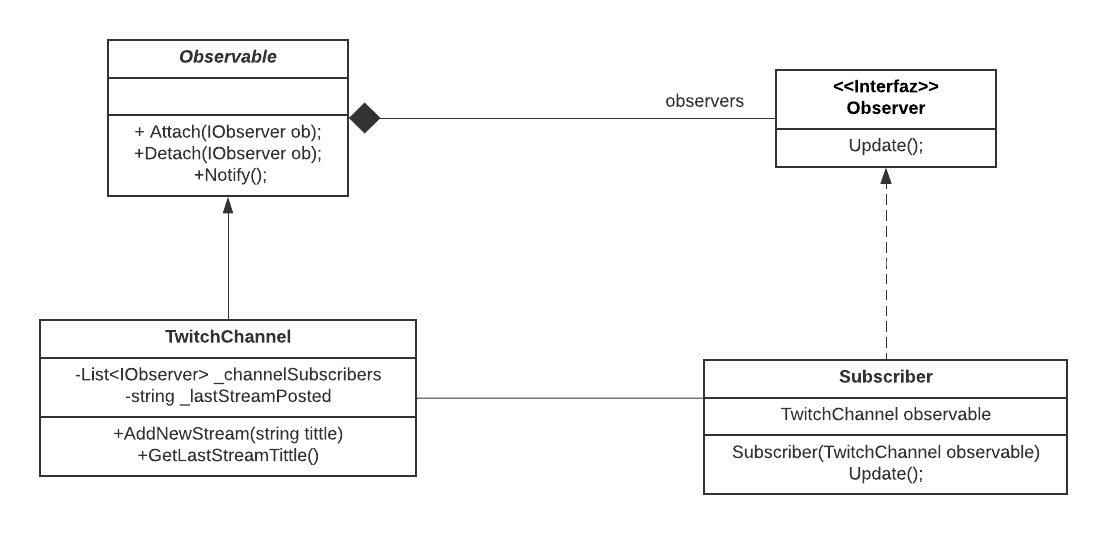 Observable
+ Attach(IObserver ob);
+Detach(IObserver ob);
+Notify();
observers
<<Interfaz>>
Observer
Update();
TwitchChannel
-List<IObserver> _channelSubscribers
-string _lastStreamPosted
+AddNewStream(string tittle)
+GetLastStreamTittle()
Subscriber
TwitchChannel observable
Subscriber(TwitchChannel observable)
Update();